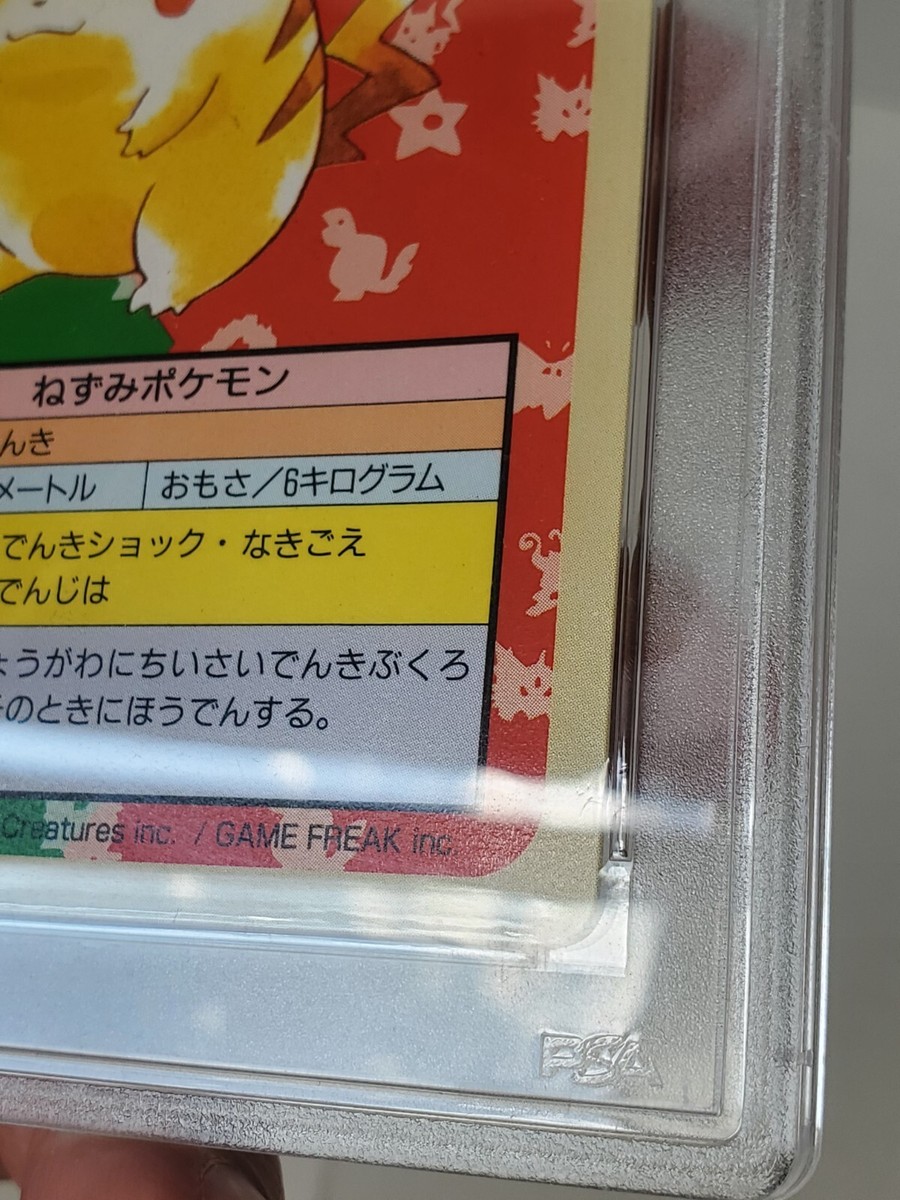 ねずみポケモン
んき
メートル おもさ／6キログラム
でんきショック・なきごえ
でんじは
ょうがわにちいさいでんきぶくろ
のときにほうでんする。
Creatures inc. / GAME FREAK inc.
PSA